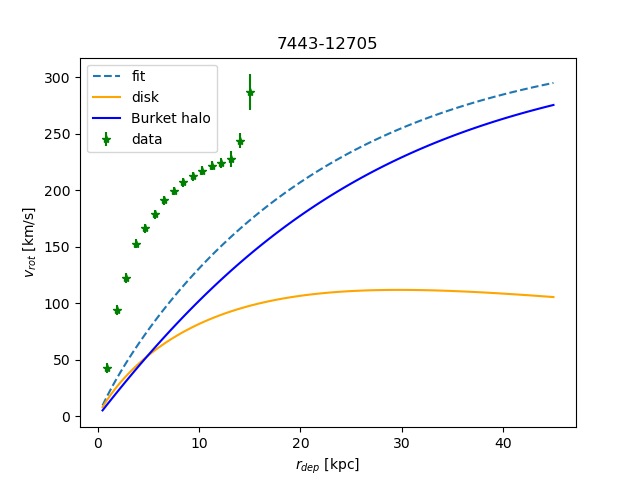 7443-12705
fit
disk
Burket halo
data
300
250
200
150
100
50
0
v_rot [km/s]
0 10 20 30 40
r_dep [kpc]